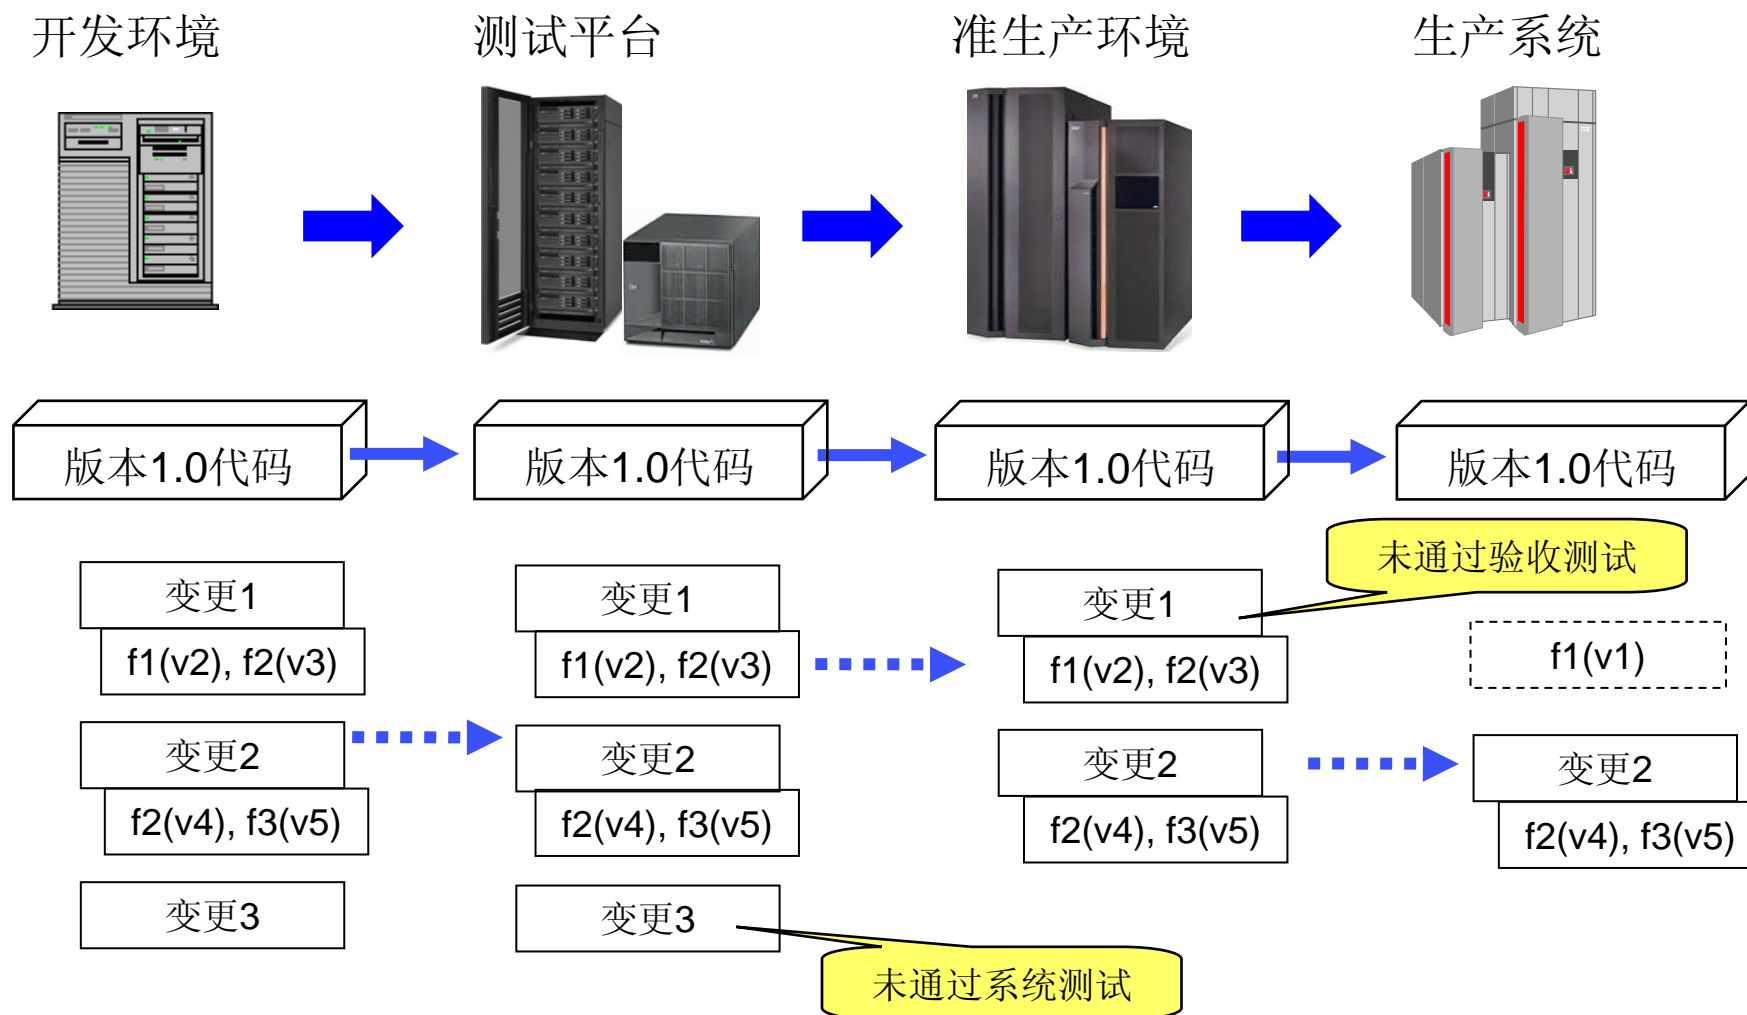 开发环境
测试平台
准生产环境
生产系统
版本1.0代码
版本1.0代码
版本1.0代码
版本1.0代码
未通过验收测试
变更1
变更1
变更1
f1(v2), f2(v3)
f1(v2), f2(v3)
f1(v2), f2(v3)
f1(v1)
变更2
变更2
变更2
变更2
f2(v4), f3(v5)
f2(v4), f3(v5)
f2(v4), f3(v5)
f2(v4), f3(v5)
变更3
变更3
未通过系统测试